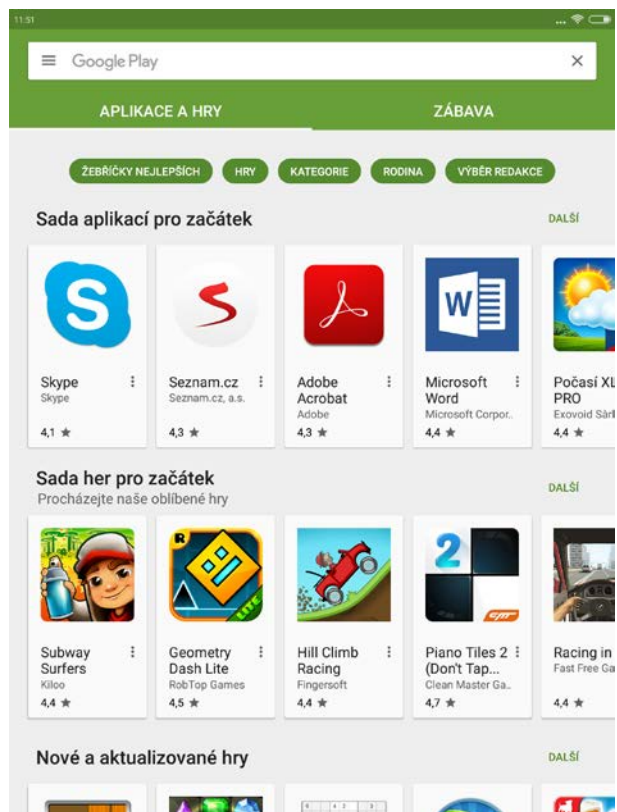 11:51
...
Google Play
APLIKACE A HRY ZÁBAVA
ŽEBŘÍČKY NEJLEPŠÍCH HRY KATEGORIE RODINA VÝBĚR REDAKCE
Sada aplikací pro začátek DALŠÍ
S W
Skype Seznam.cz Adobe Microsoft Počasí XL
Skype Seznam.cz, a.s. Acrobat Word PRO
Adobe Microsoft Corpor.. Exovoid Sàrl
4,1 ★ 4,3 ★ 4,3 ★ 4,4 ★ 4,4 ★
Sada her pro začátek DALŠÍ
Procházejte naše oblíbené hry
R LITE 2 CMT
Subway Geometry Hill Climb Piano Tiles 2 Racing in
Surfers Dash Lite Racing (Don't Tap... Fast Free Ga
Kiloo RobTop Games Fingersoft Clean Master Ga..
4,4 ★ 4,5 ★ 4,4 ★ 4,7 ★ 4,4 ★
Nové a aktualizované hry DALŠÍ